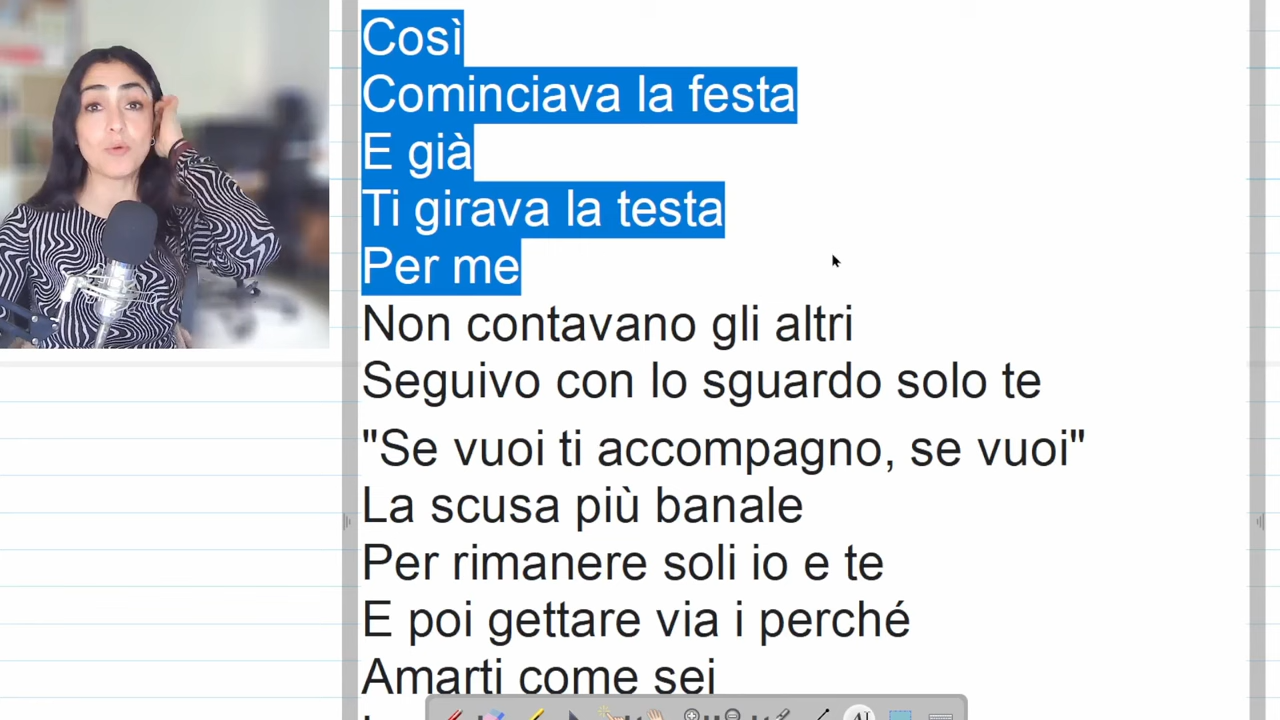 Così
Cominciava la festa
E già
Ti girava la testa
Per me
Non contavano gli altri
Seguivo con lo sguardo solo te
"Se vuoi ti accompagno, se vuoi"
La scusa più banale
Per rimanere soli io e te
E poi gettare via i perché
Amarti come sei